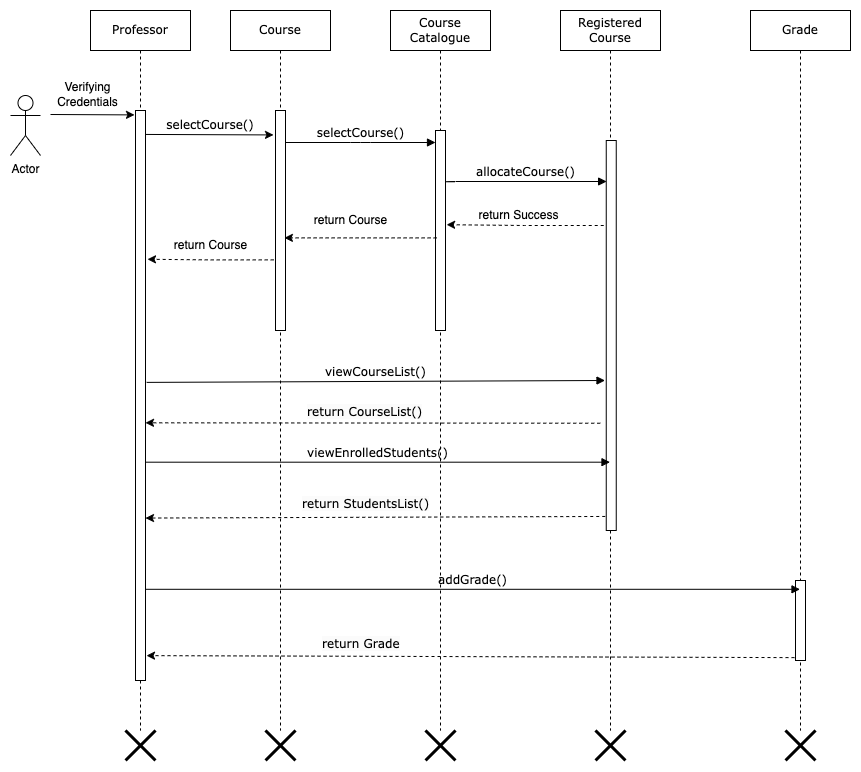 Professor
Course
Course
Catalogue
Registered
Course
Grade
Verifying
Credentials
Actor
selectCourse()
selectCourse()
allocateCourse()
return Success
return Course
return Course
viewCourseList()
return CourseList()
viewEnrolledStudents()
return StudentsList()
addGrade()
return Grade